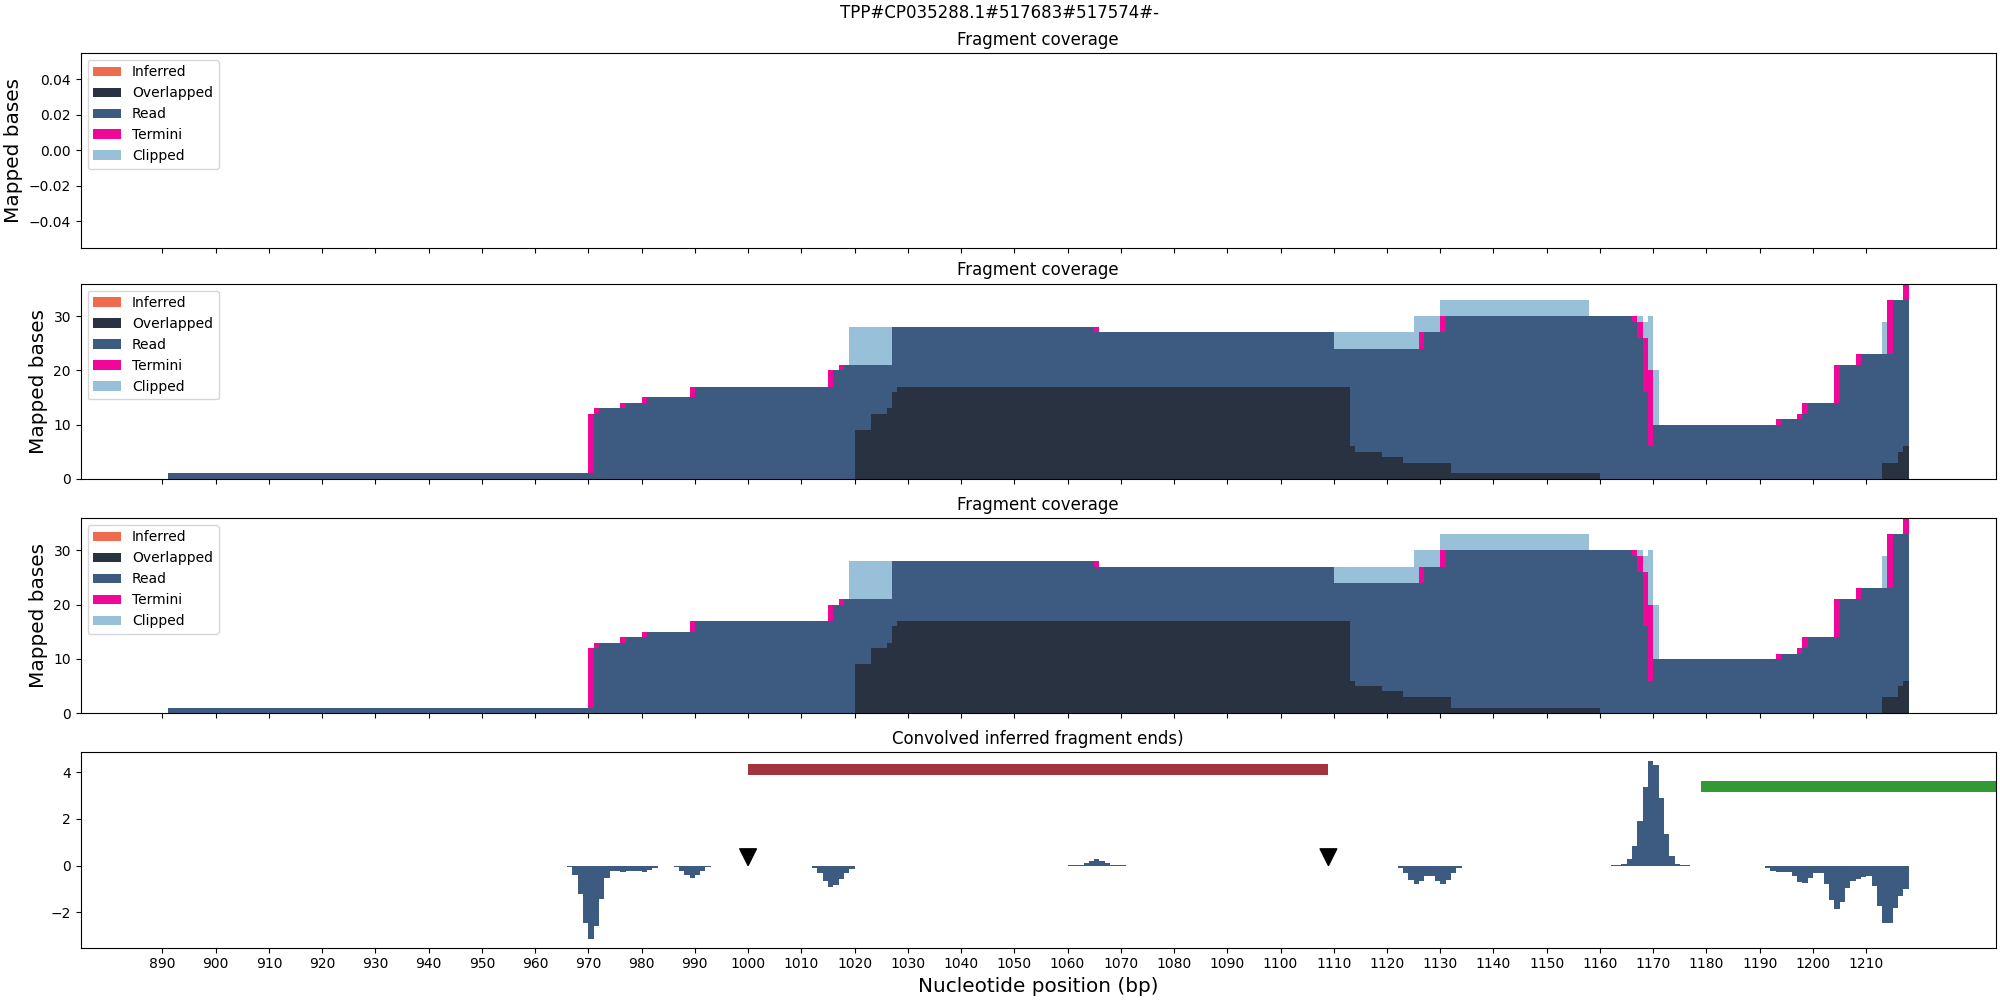 TPP#CP035288.1#517683#517574#-
Fragment coverage
Mapped bases
0.04
0.02
0.00
−0.02
−0.04
Inferred
Overlapped
Read
Termini
Clipped
Fragment coverage
Mapped bases
30
20
10
0
Inferred
Overlapped
Read
Termini
Clipped
Fragment coverage
Mapped bases
30
20
10
0
Inferred
Overlapped
Read
Termini
Clipped
Convolved inferred fragment ends)
4
2
0
−2
890 900 910 920 930 940 950 960 970 980 990 1000 1010 1020 1030 1040 1050 1060 1070 1080 1090 1100 1110 1120 1130 1140 1150 1160 1170 1180 1190 1200 1210
Nucleotide position (bp)